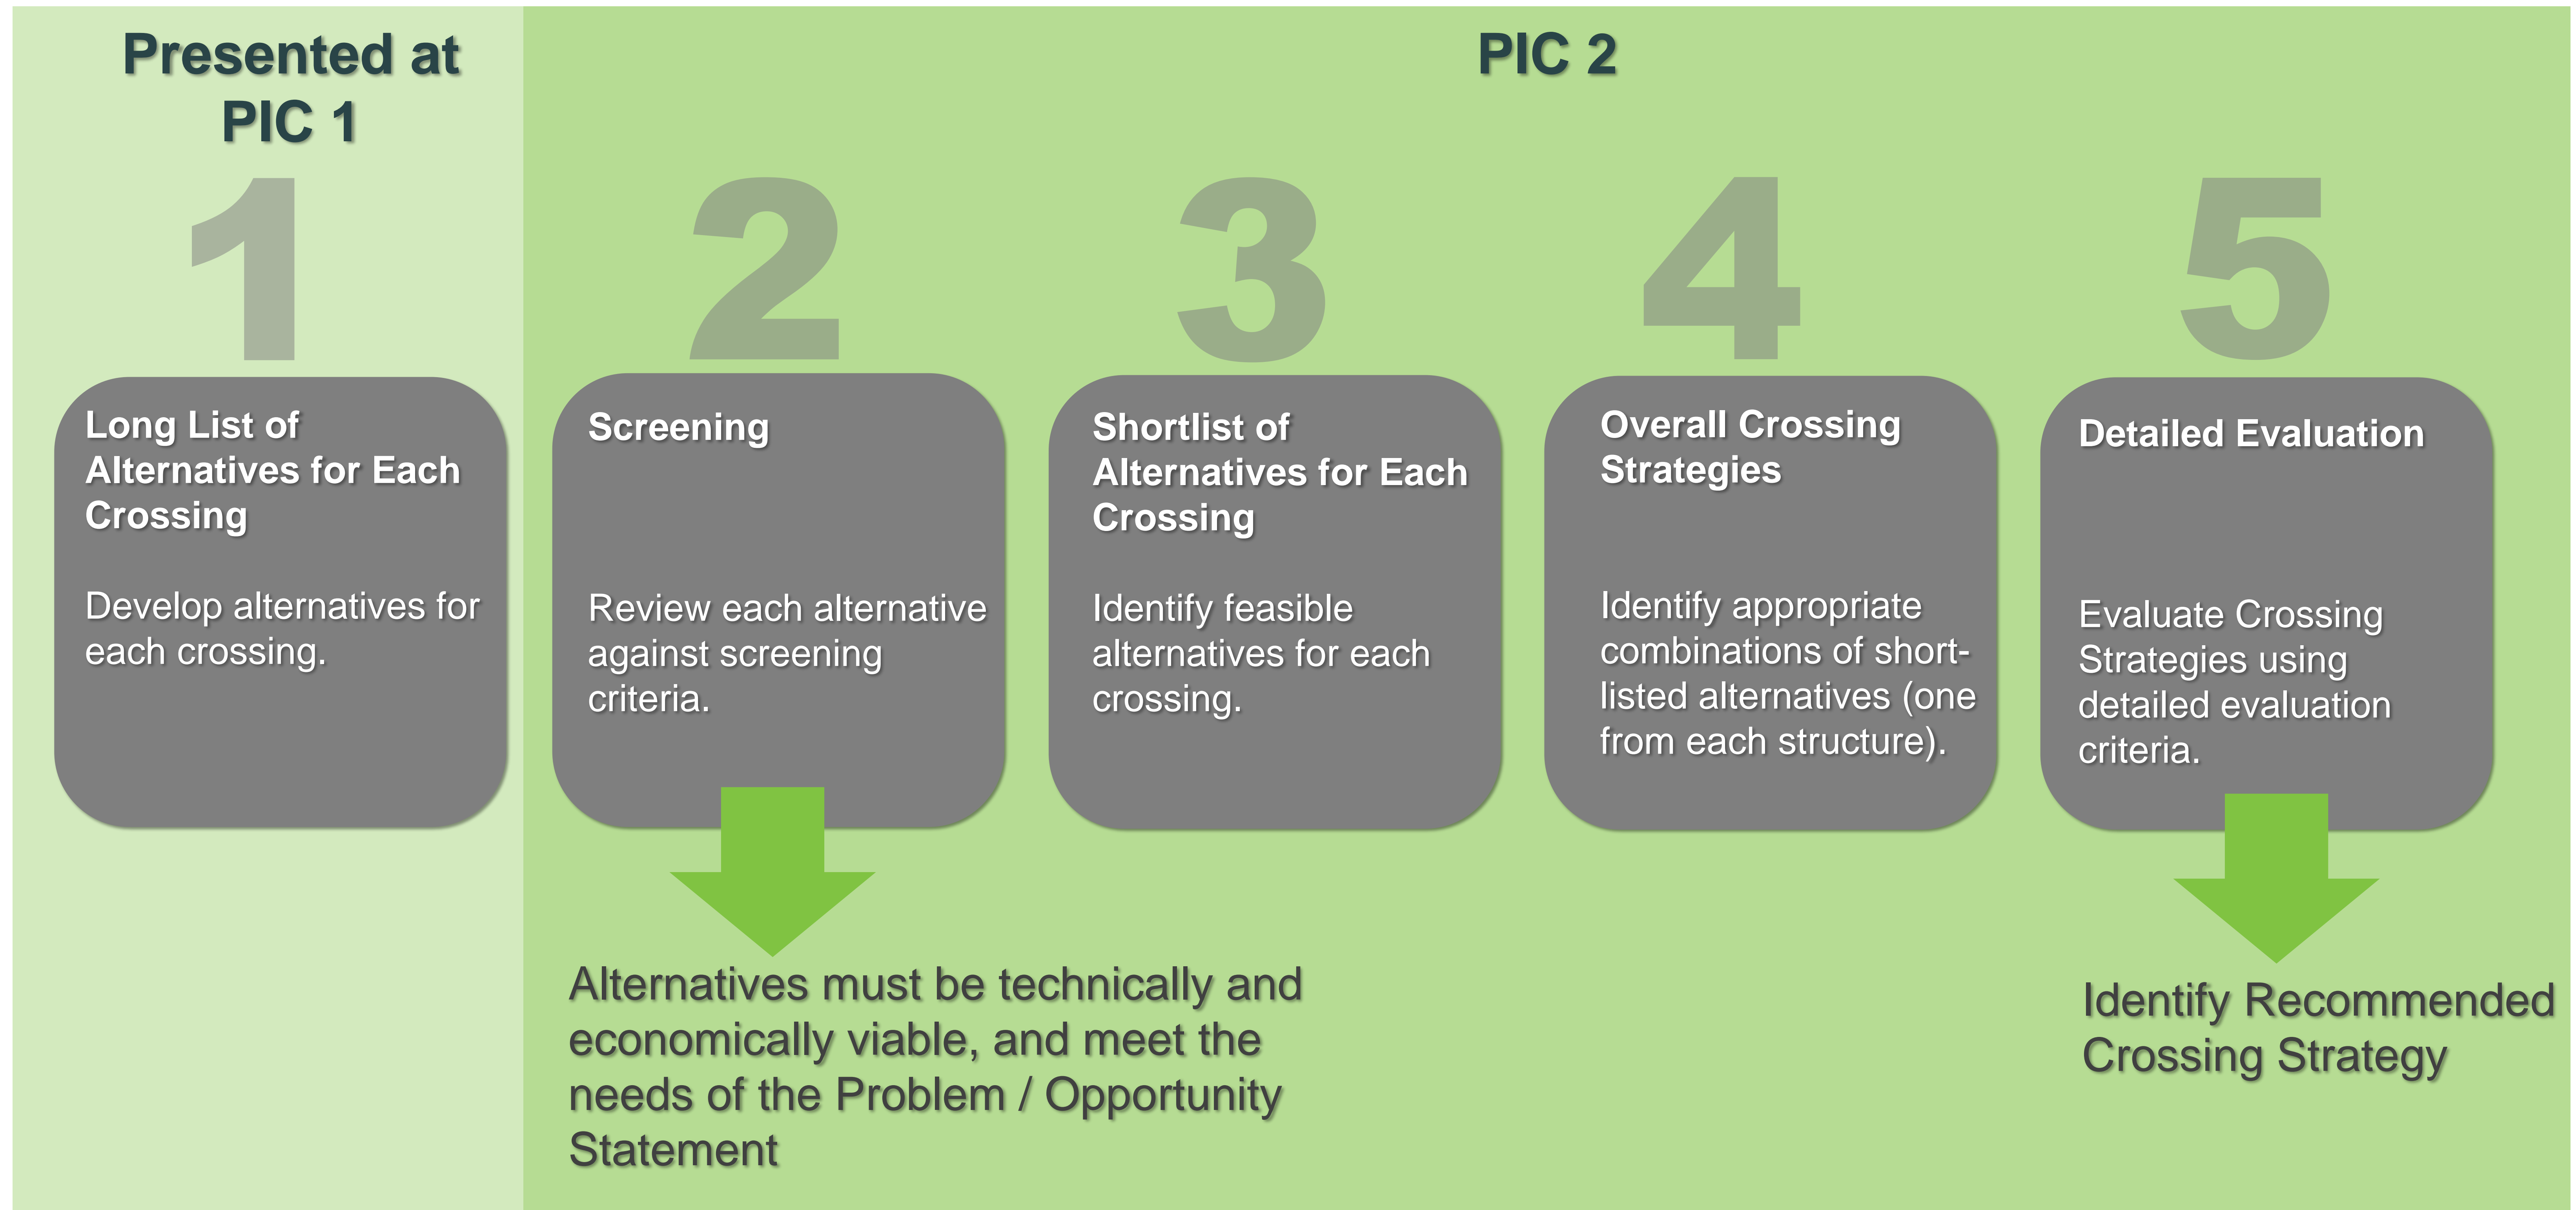 Presented at
PIC 1
PIC 2
1
2
3
4
5
Long List of
Alternatives for Each
Crossing
Develop alternatives for
each crossing.
Screening
Review each alternative
against screening
criteria.
Shortlist of
Alternatives for Each
Crossing
Identify feasible
alternatives for each
crossing.
Overall Crossing
Strategies
Identify appropriate
combinations of short-
listed alternatives (one
from each structure).
Detailed Evaluation
Evaluate Crossing
Strategies using
detailed evaluation
criteria.
Alternatives must be technically and
economically viable, and meet the
needs of the Problem / Opportunity
Statement
Identify Recommended
Crossing Strategy